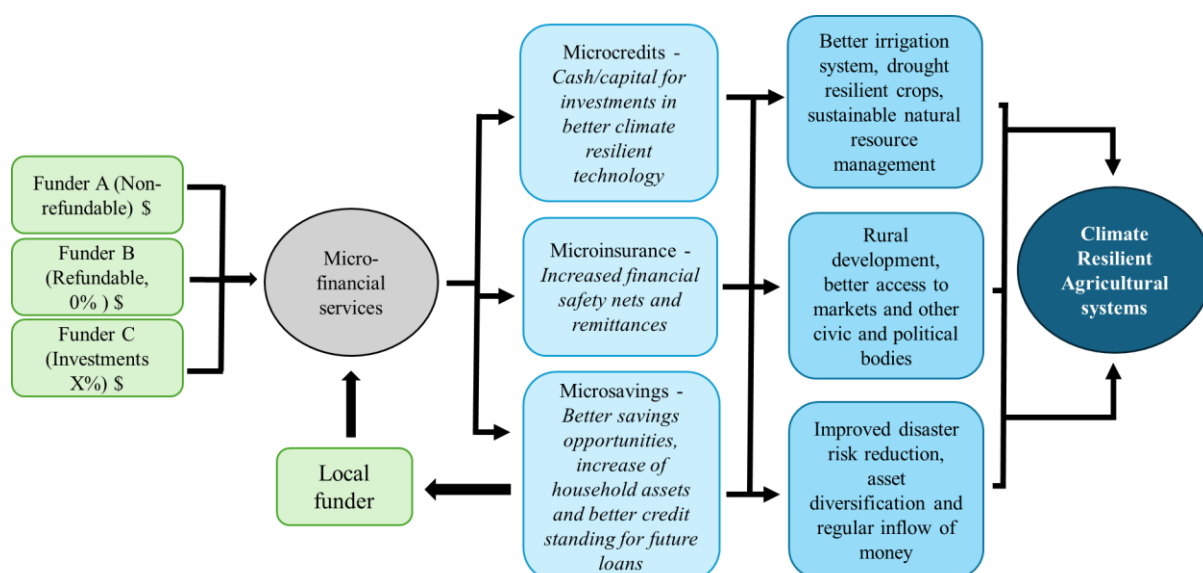 Funder A (Non-
refundable) $
Funder B
(Refundable,
0% ) $
Funder C
(Investments
X%) $
Micro-
financial
services
Local
funder
Microcredits -
Cash/capital for
investments in
better climate
resilient
technology
Microinsurance -
Increased financial
safety nets and
remittances
Microsavings -
Better savings
opportunities,
increase of
household assets
and better credit
standing for future
loans
Better irrigation
system, drought
resilient crops,
sustainable natural
resource
management
Rural
development,
better access to
markets and other
civic and political
bodies
Improved disaster
risk reduction,
asset
diversification and
regular inflow of
money
Climate
Resilient
Agricultural
systems